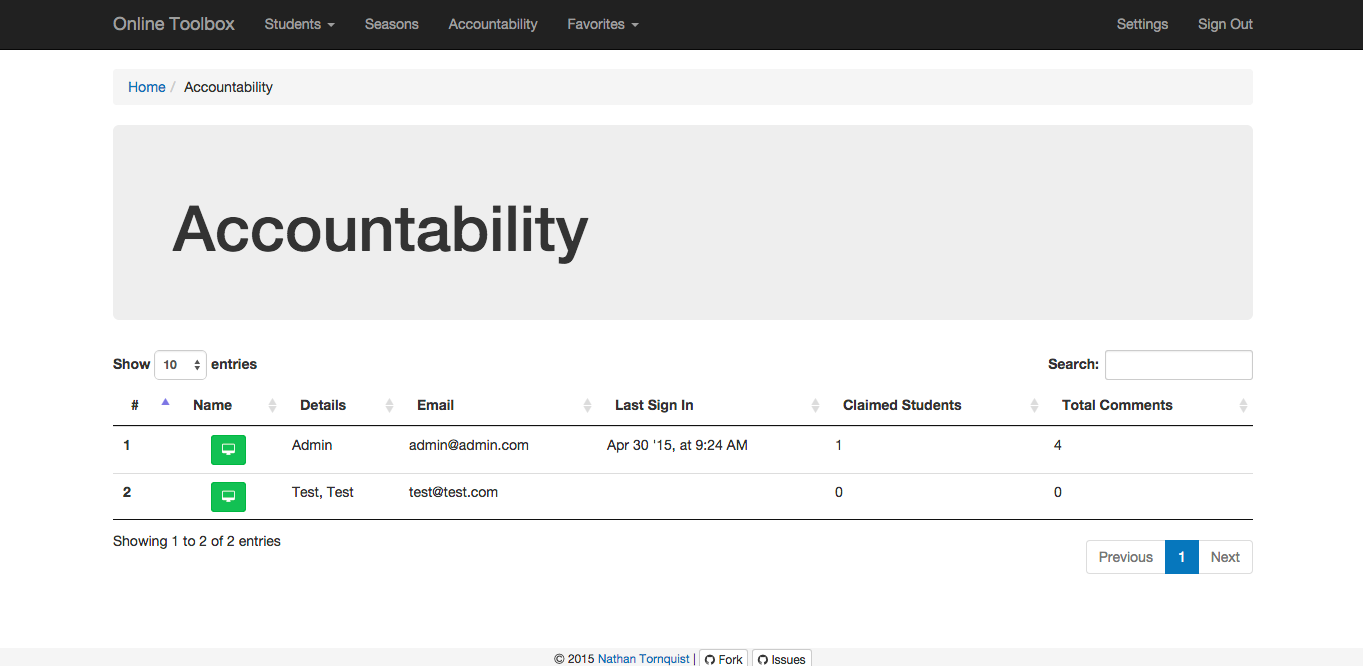 Online Toolbox Students Seasons Accountability Favorites Settings Sign Out
Home / Accountability
Accountability
Show 10 entries Search:
# Name Details Email Last Sign In Claimed Students Total Comments
1 Admin admin@admin.com Apr 30 '15, at 9:24 AM 1 4
2 Test, Test test@test.com 0 0
Showing 1 to 2 of 2 entries
Previous 1 Next
© 2015 Nathan Tornquist | Fork Issues